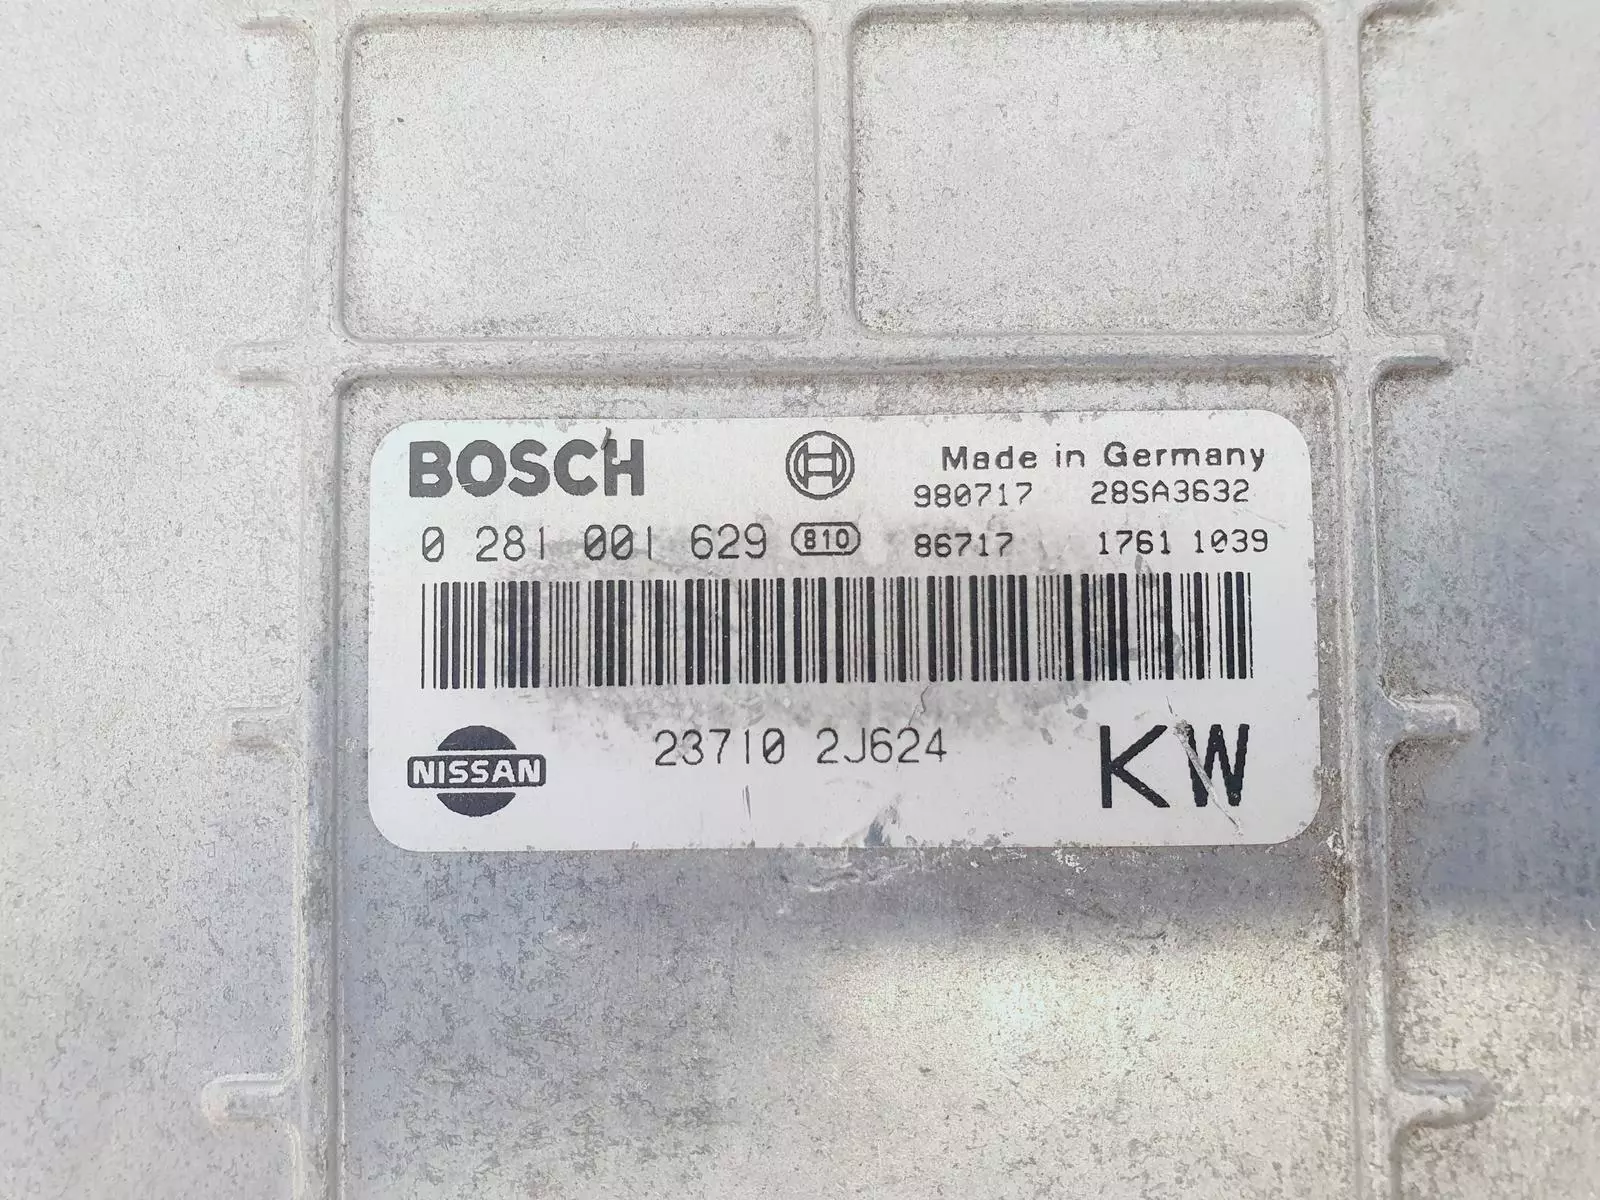 BOSCH Made in Germany
980717 28SA3632
0 281 001 629 810 86717 1761 1039
NISSAN 23710 2J624 KW